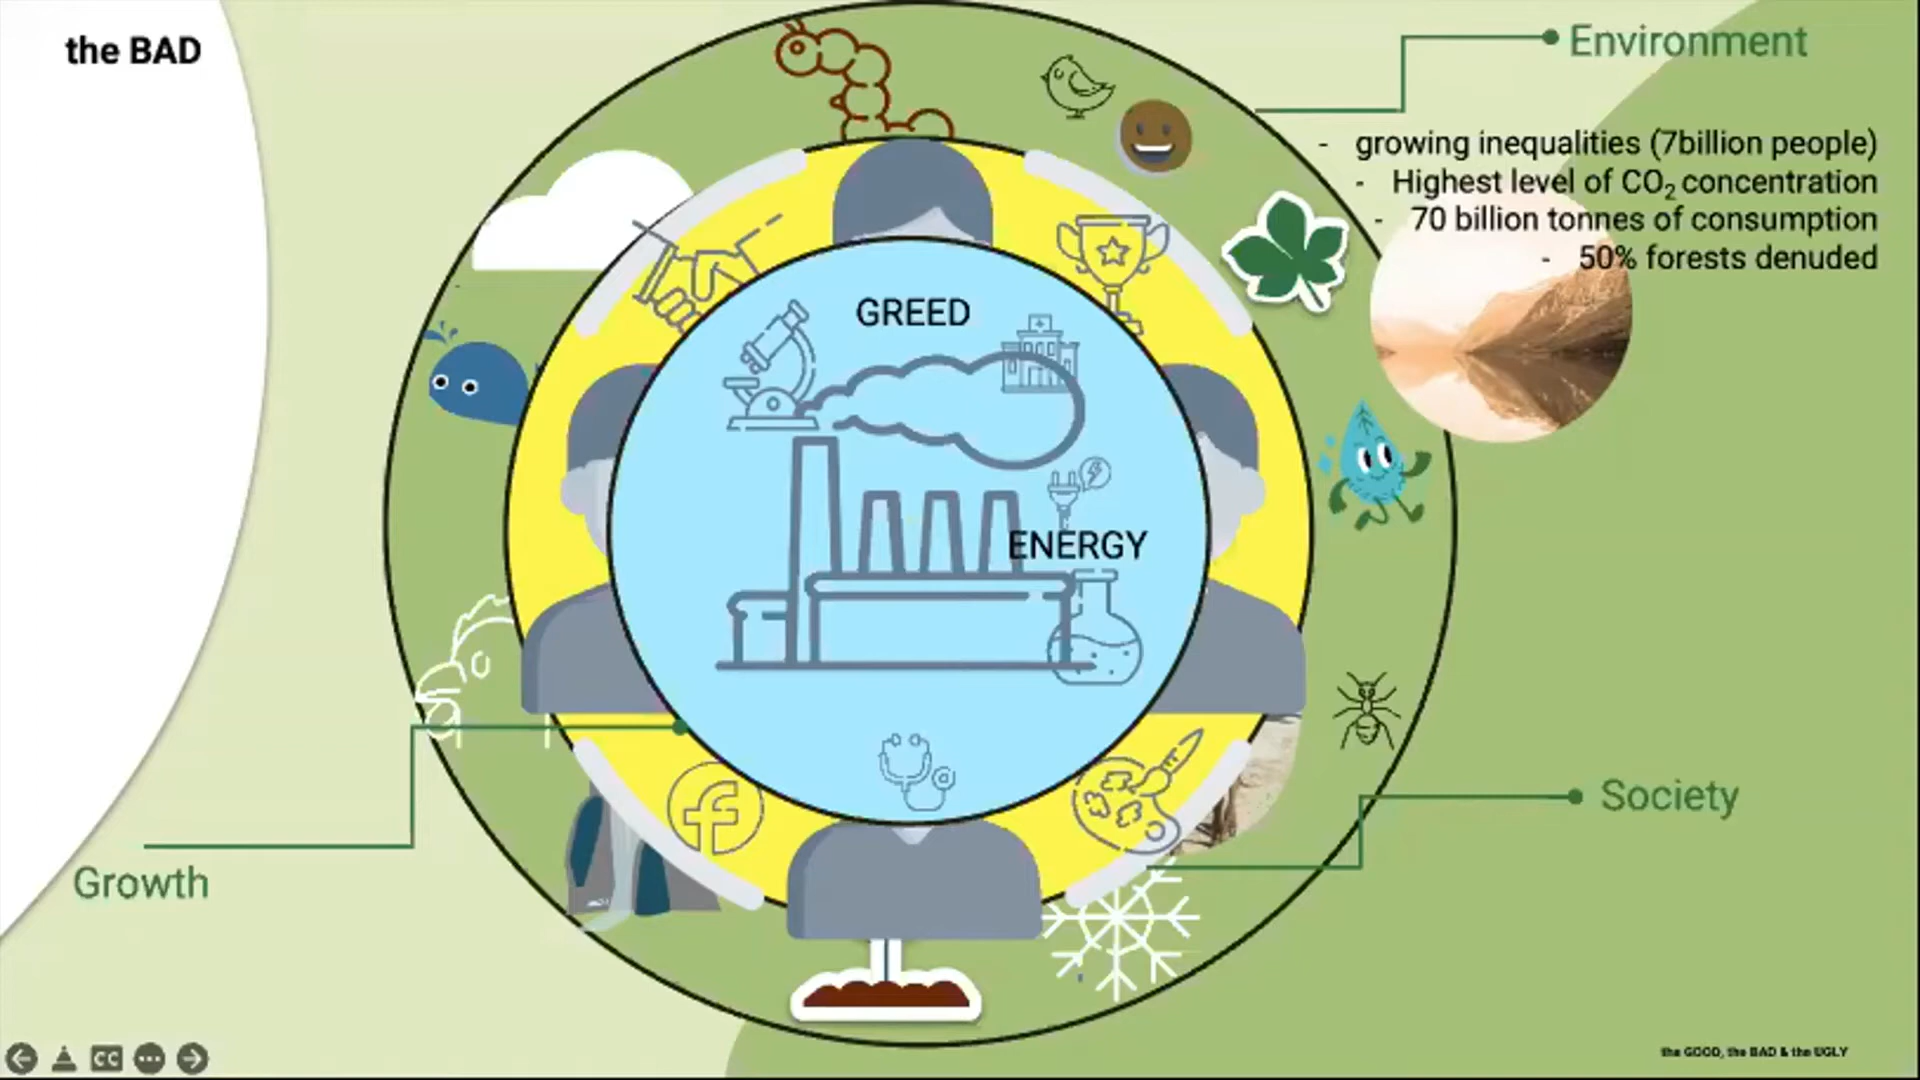 the BAD
Environment
- growing inequalities (7billion people)
- Highest level of CO₂ concentration
- 70 billion tonnes of consumption
- 50% forests denuded
GREED
ENERGY
Society
Growth
CC
the GOOD, the BAD & the UGLY